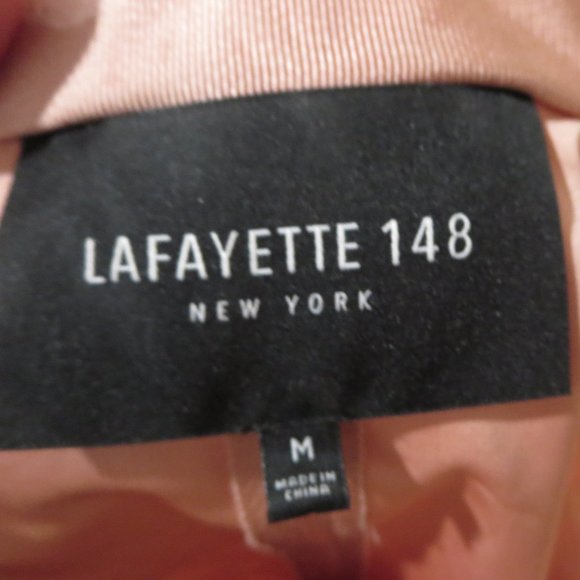 LAFAYETTE 148
NEW YORK
M
MADE IN
CHINA